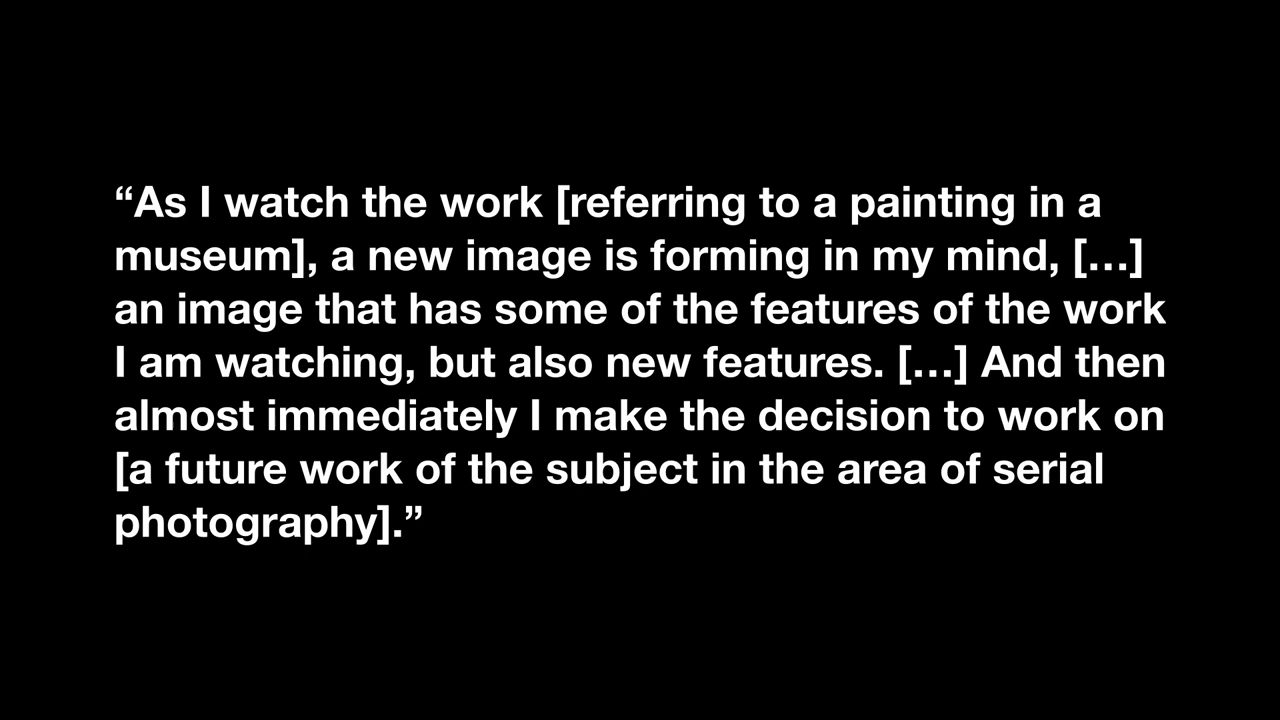 “As I watch the work [referring to a painting in a
museum], a new image is forming in my mind, […]
an image that has some of the features of the work
I am watching, but also new features. […] And then
almost immediately I make the decision to work on
[a future work of the subject in the area of serial
photography].”